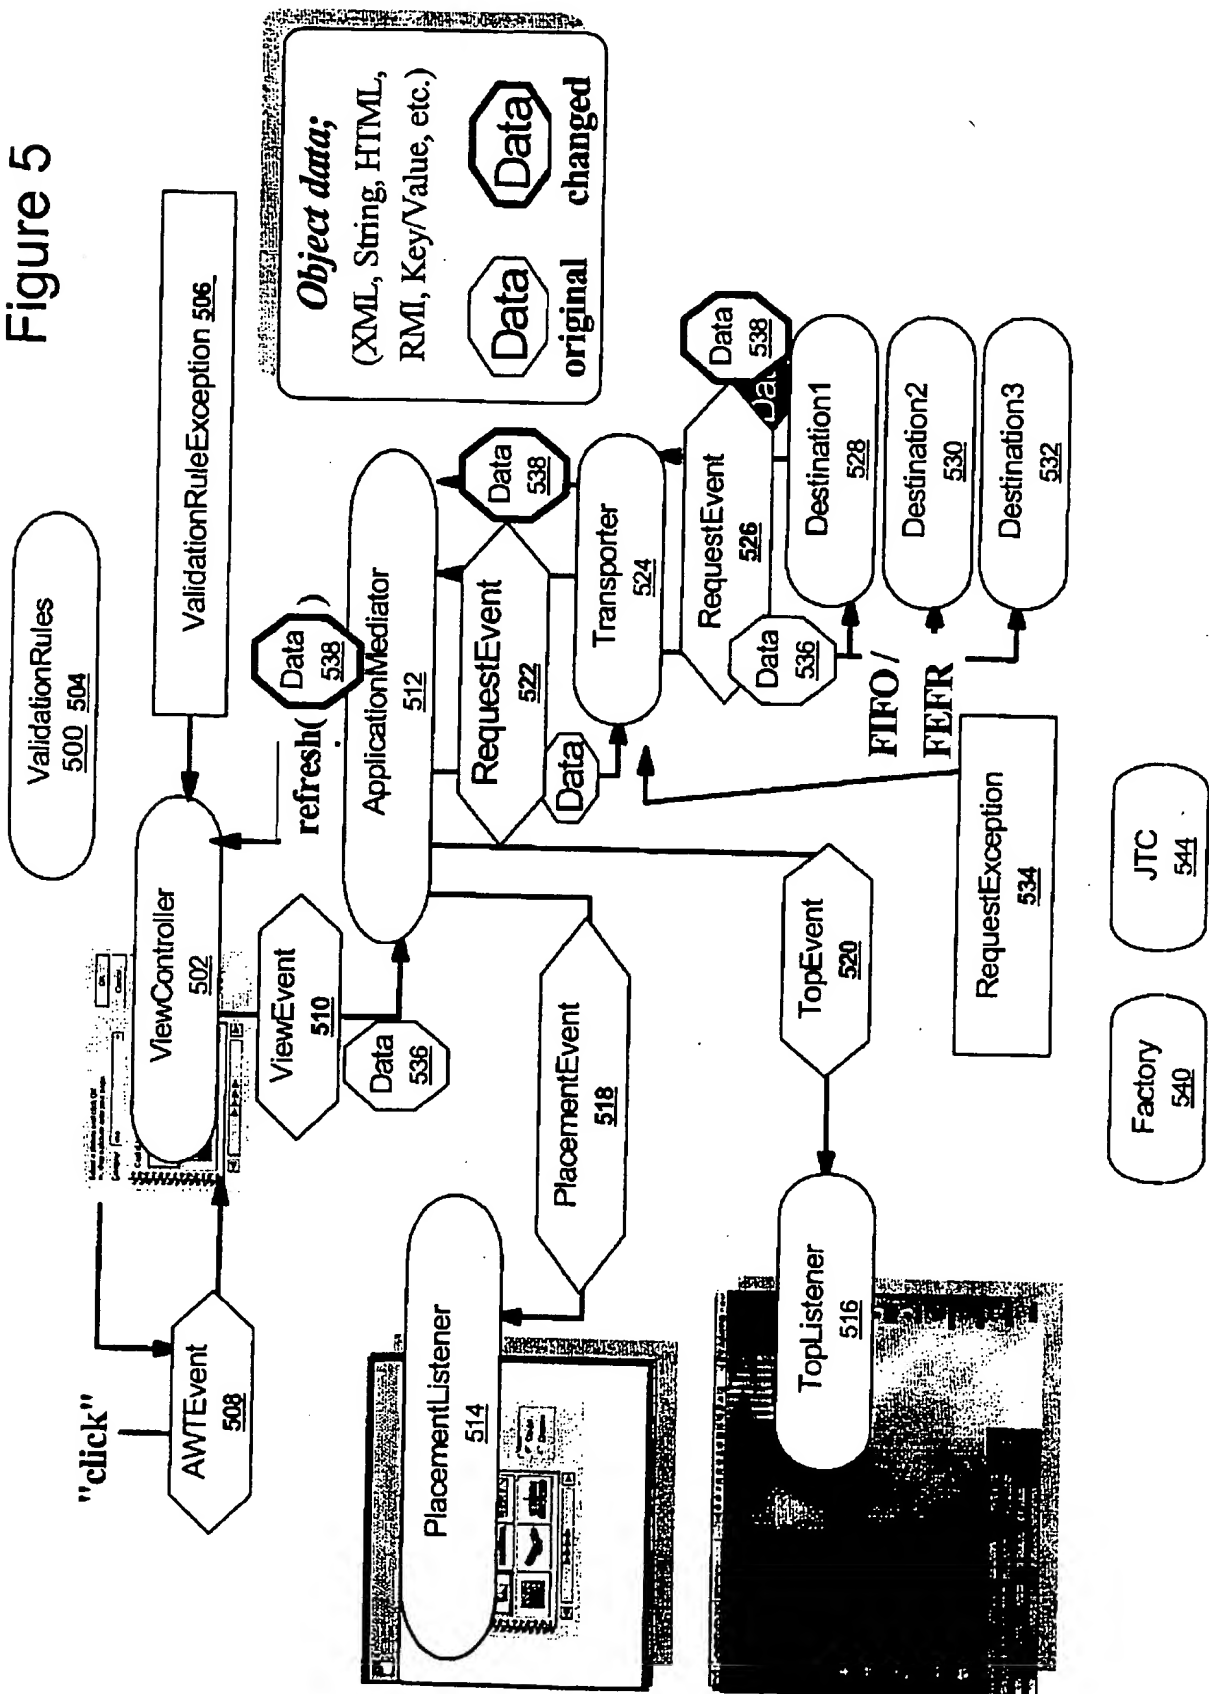 Figure 5
ValidationRules
500 504
ValidationRuleException 506
"click"
AWTEvent
508
ViewController
502
ViewEvent
510
Data
536
refresh(
Data
538
)
ApplicationMediator
512
Object data;
(XML, String, HTML,
RMI, Key/Value, etc.)
Data
original
Data
changed
PlacementListener
514
PlacementEvent
518
RequestEvent
522
Data
Data
538
Transporter
524
TopListener
516
TopEvent
520
RequestEvent
526
Data
536
Data
538
FIFO /
FEFR
Destination1
528
Destination2
530
Destination3
532
RequestException
534
Factory
540
JTC
544